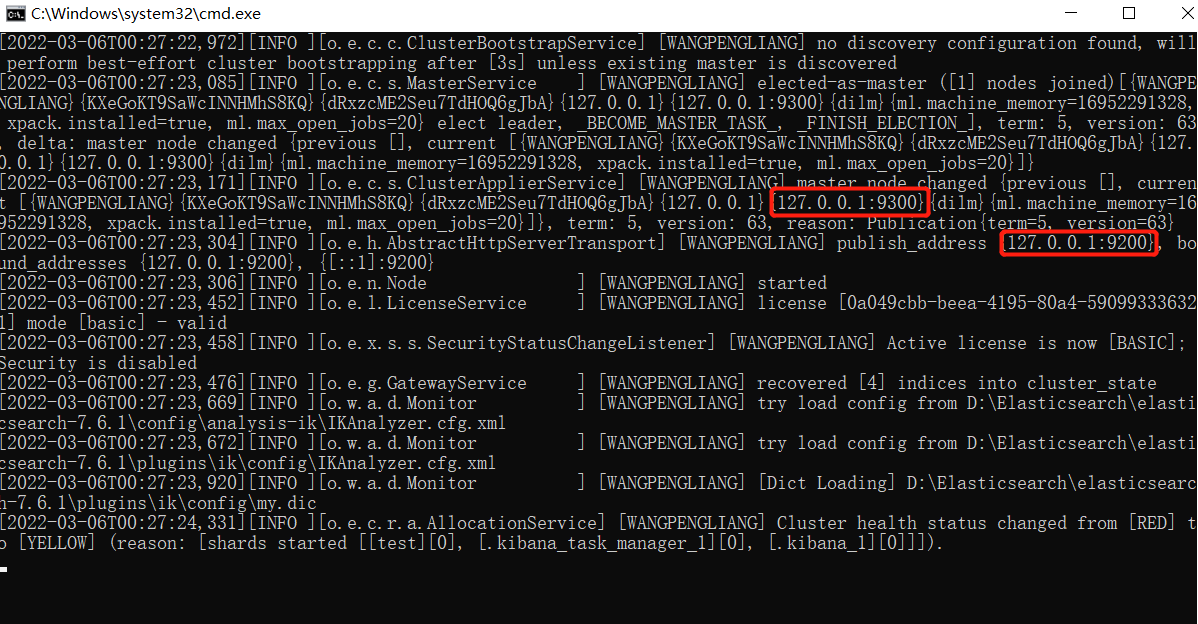 C:\Windows\system32\cmd.exe
[2022-03-06T00:27:22,972][INFO ][o.e.c.c.ClusterBootstrapService] [WANGPENGLIANG] no discovery configuration found, will
perform best-effort cluster bootstrapping after [3s] unless existing master is discovered
[2022-03-06T00:27:23,085][INFO ][o.e.c.s.MasterService    ] [WANGPENGLIANG] elected-as-master ([1] nodes joined)[{WANGPE
NGLIANG}{KXeGoKT9SaWcINNHMhS8KQ}{dRxzcME2Seu7TdHOQ6gJbA}{127.0.0.1}{127.0.0.1:9300}{dilm}{ml.machine_memory=16952291328,
xpack.installed=true, ml.max_open_jobs=20} elect leader, _BECOME_MASTER_TASK_, _FINISH_ELECTION_], term: 5, version: 63
, delta: master node changed {previous [], current [{WANGPENGLIANG}{KXeGoKT9SaWcINNHMhS8KQ}{dRxzcME2Seu7TdHOQ6gJbA}{127.
0.0.1}{127.0.0.1:9300}{dilm}{ml.machine_memory=16952291328, xpack.installed=true, ml.max_open_jobs=20}]}
[2022-03-06T00:27:23,171][INFO ][o.e.c.s.ClusterApplierService] [WANGPENGLIANG] master node changed {previous [], curren
t [{WANGPENGLIANG}{KXeGoKT9SaWcINNHMhS8KQ}{dRxzcME2Seu7TdHOQ6gJbA}{127.0.0.1}{127.0.0.1:9300}{dilm}{ml.machine_memory=16
952291328, xpack.installed=true, ml.max_open_jobs=20}]}, term: 5, version: 63, reason: Publication{term=5, version=63}
[2022-03-06T00:27:23,304][INFO ][o.e.h.AbstractHttpServerTransport] [WANGPENGLIANG] publish_address {127.0.0.1:9200}, bo
und_addresses {127.0.0.1:9200}, {[::1]:9200}
[2022-03-06T00:27:23,306][INFO ][o.e.n.Node               ] [WANGPENGLIANG] started
[2022-03-06T00:27:23,452][INFO ][o.e.l.LicenseService     ] [WANGPENGLIANG] license [0a049cbb-beea-4195-80a4-59099333632
1] mode [basic] - valid
[2022-03-06T00:27:23,458][INFO ][o.e.x.s.s.SecurityStatusChangeListener] [WANGPENGLIANG] Active license is now [BASIC];
Security is disabled
[2022-03-06T00:27:23,476][INFO ][o.e.g.GatewayService     ] [WANGPENGLIANG] recovered [4] indices into cluster_state
[2022-03-06T00:27:23,669][INFO ][o.w.a.d.Monitor          ] [WANGPENGLIANG] try load config from D:\Elasticsearch\elasti
csearch-7.6.1\config\analysis-ik\IKAnalyzer.cfg.xml
[2022-03-06T00:27:23,672][INFO ][o.w.a.d.Monitor          ] [WANGPENGLIANG] try load config from D:\Elasticsearch\elasti
csearch-7.6.1\plugins\ik\config\IKAnalyzer.cfg.xml
[2022-03-06T00:27:23,920][INFO ][o.w.a.d.Monitor          ] [WANGPENGLIANG] [Dict Loading] D:\Elasticsearch\elasticsearc
h-7.6.1\plugins\ik\config\my.dic
[2022-03-06T00:27:24,331][INFO ][o.e.c.r.a.AllocationService] [WANGPENGLIANG] Cluster health status changed from [RED] t
o [YELLOW] (reason: [shards started [[test][0], [.kibana_task_manager_1][0], [.kibana_1][0]]]).